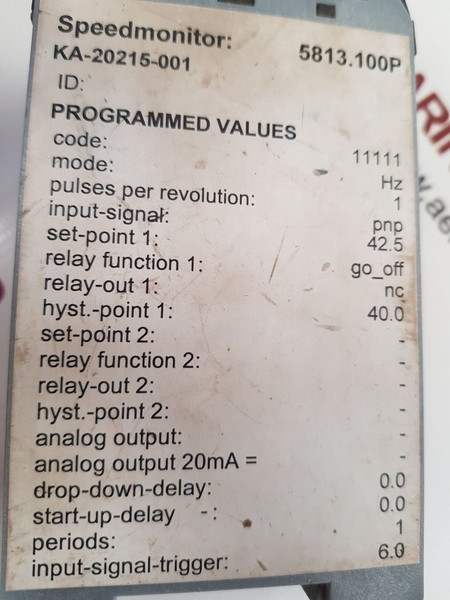 Speedmonitor: 5813.100P
KA-20215-001
ID:
PROGRAMMED VALUES
code: 11111
mode: Hz
pulses per revolution: 1
input-signal: pnp
set-point 1: 42.5
relay function 1: go_off
relay-out 1: nc
hyst.-point 1: 40.0
set-point 2: -
relay function 2: -
relay-out 2: -
hyst.-point 2: -
analog output: -
analog output 20mA = -
drop-down-delay: 0.0
start-up-delay -: 0.0
periods: 1
input-signal-trigger: 6.0